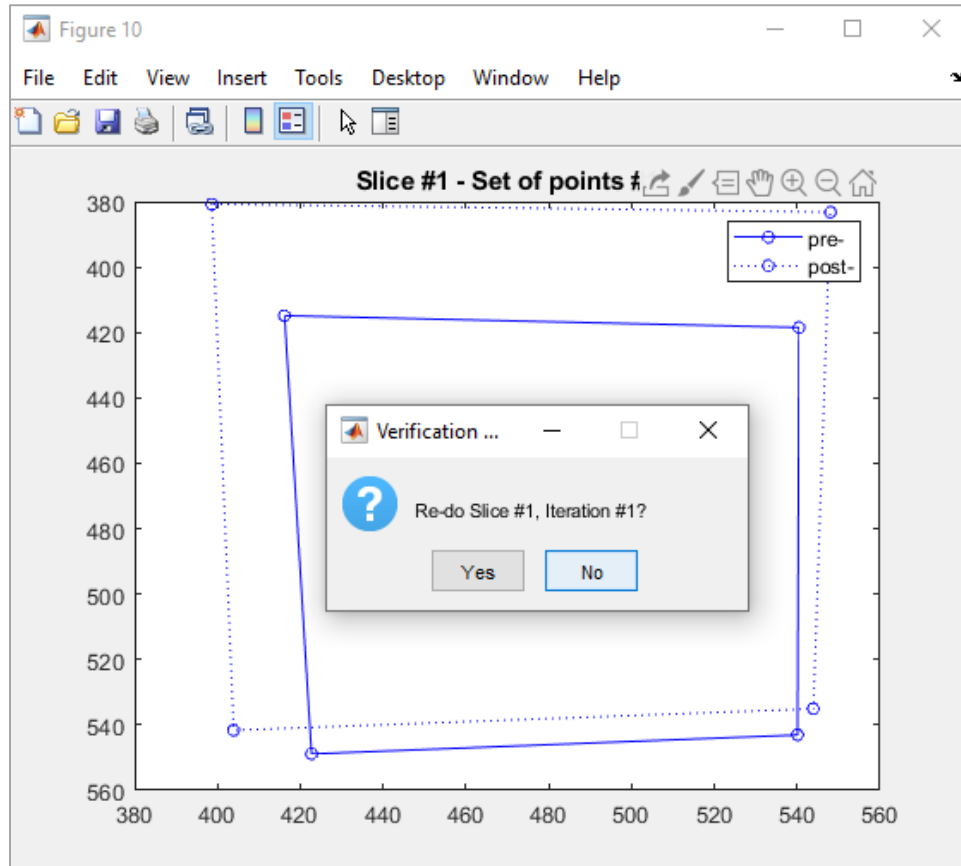 Figure 10
File Edit View Insert Tools Desktop Window Help
Slice #1 - Set of points #
380
400
420
440
460
480
500
520
540
560
pre-
post-
Verification ...
?
Re-do Slice #1, Iteration #1?
Yes No
380 400 420 440 460 480 500 520 540 560